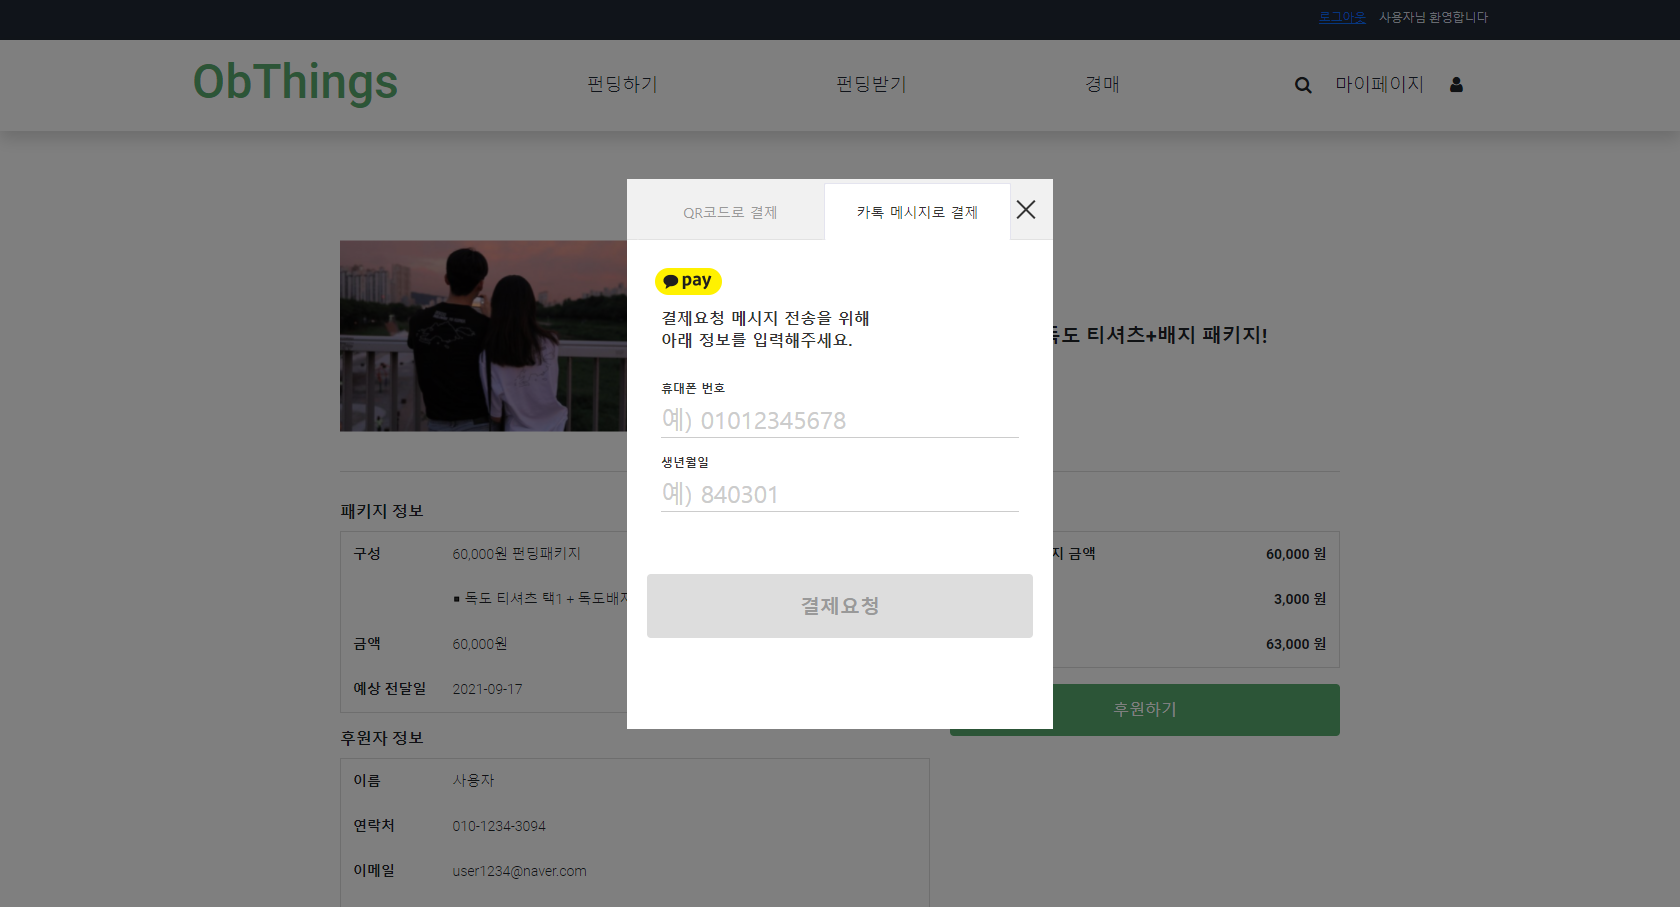 로그아웃 사용자님 환영합니다
ObThings 펀딩하기 펀딩받기 경매 마이페이지
QR코드로 결제 카톡 메시지로 결제
pay
결제요청 메시지 전송을 위해
아래 정보를 입력해주세요.
휴대폰 번호
예) 01012345678
생년월일
예) 840301
결제요청
독도 티셔츠+배지 패키지!
패키지 정보
구성 60,000원 펀딩패키지
▪ 독도 티셔츠 택1 + 독도배지
금액 60,000원
예상 전달일 2021-09-17
지 금액 60,000 원
3,000 원
63,000 원
후원하기
후원자 정보
이름 사용자
연락처 010-1234-3094
이메일 user1234@naver.com